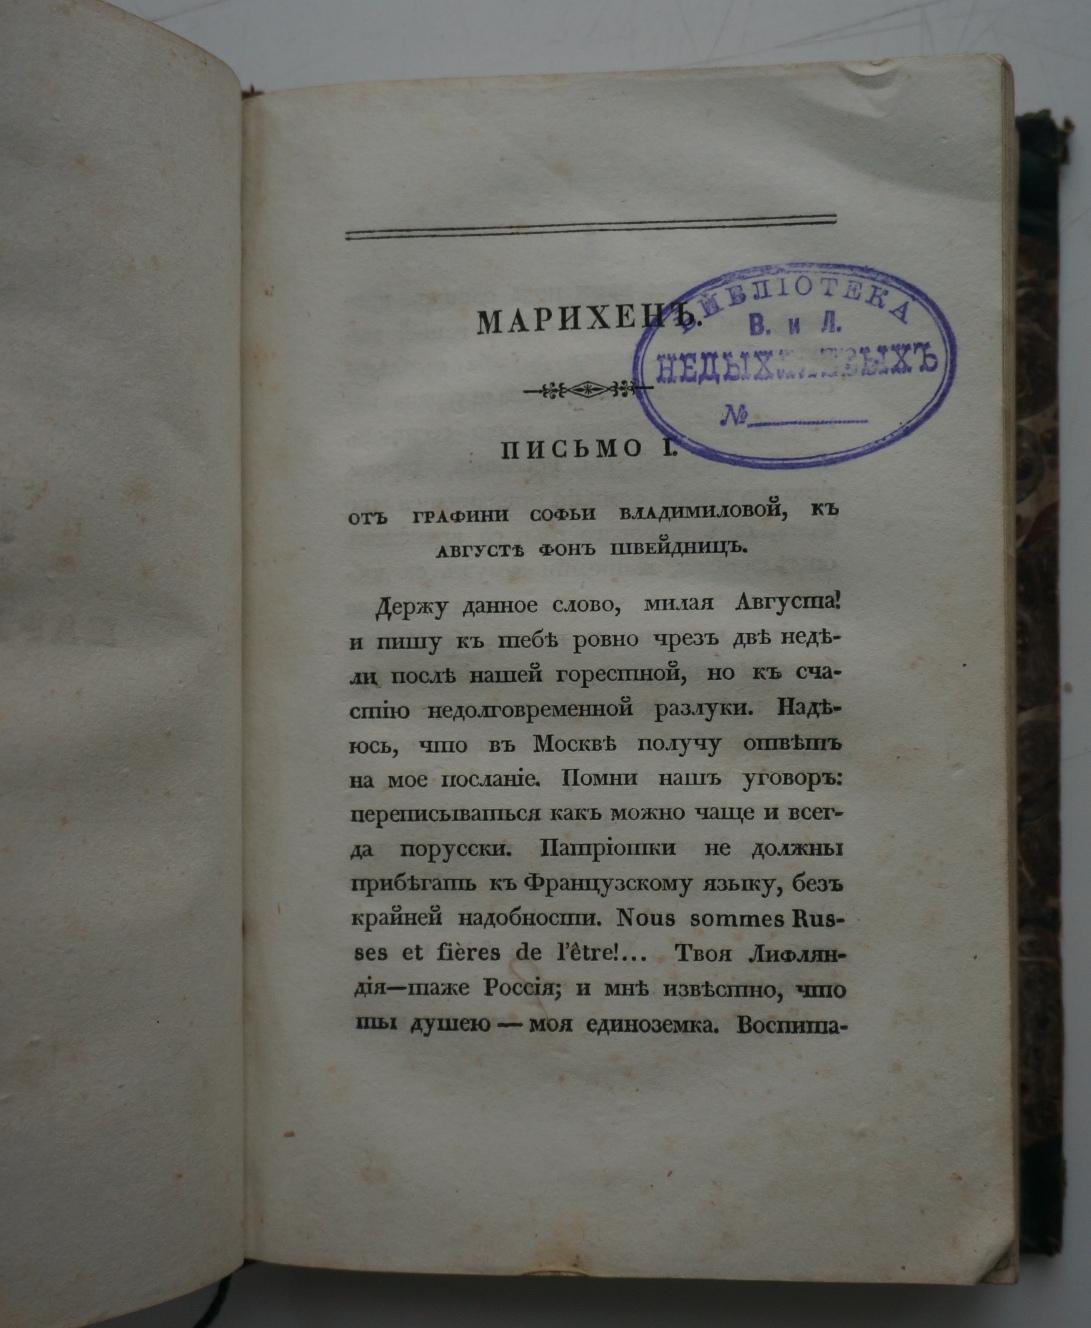 МАРИХЕНЪ.
БИБЛІОТЕКА
В. и Л.
№
ПИСЬМО I.
ОТЪ ГРАФИНИ СОФЬИ ВЛАДИМИЛОВОЙ, КЪ
АВГУСТѢ ФОНЪ ШВЕЙДНИЦЪ.
Держу данное слово, милая Августа!
и пишу къ тебѣ ровно чрезъ двѣ недѣ-
ли послѣ нашей горестной, но къ сча-
стію недолговременной разлуки. Надѣ-
юсь, что въ Москвѣ получу отвѣтъ
на мое посланіе. Помни нашъ уговоръ:
переписываться какъ можно чаще и всег-
да порусски. Патріотки не должны
прибѣгать къ Французскому языку, безъ
крайней надобности. Nous sommes Rus-
ses et fières de l'être!... Твоя Лифлян-
дія—таже Россія; и мнѣ извѣстно, что
ты душею — моя единоземка. Воспита-